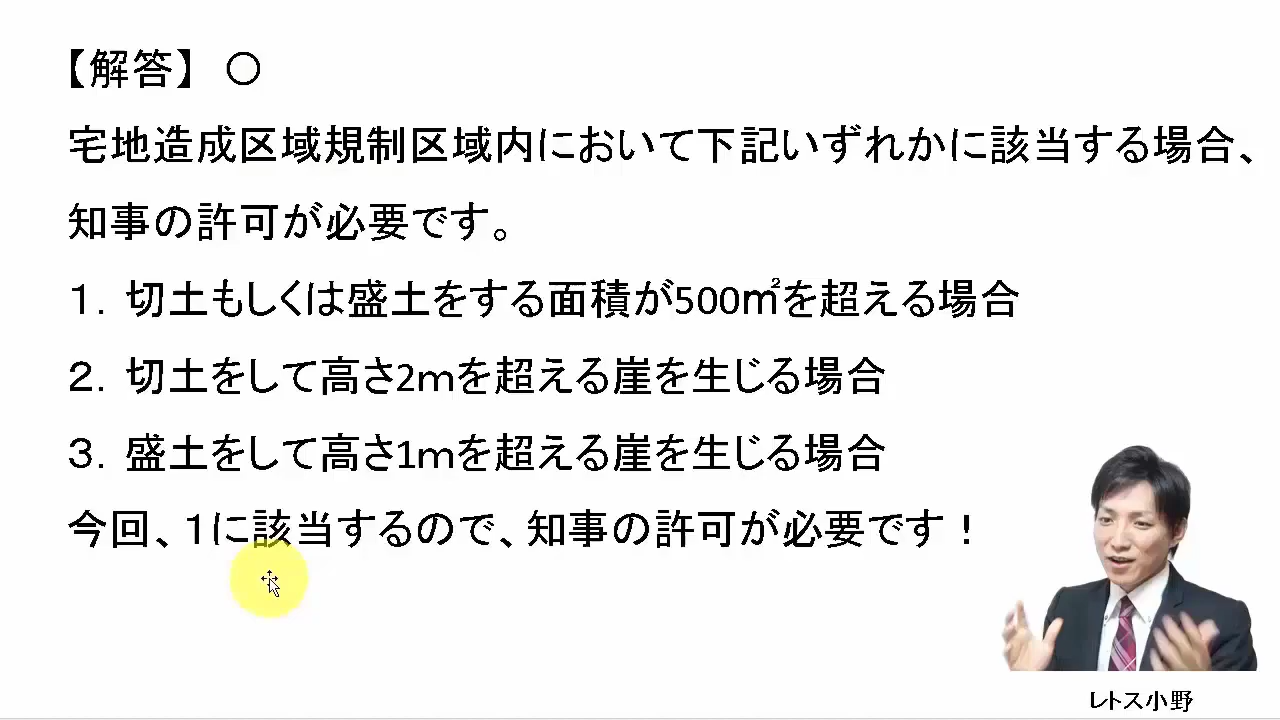 【解答】 ○
宅地造成区域規制区域内において下記いずれかに該当する場合、
知事の許可が必要です。
１．切土もしくは盛土をする面積が500㎡を超える場合
２．切土をして高さ2mを超える崖を生じる場合
３．盛土をして高さ1mを超える崖を生じる場合
今回、１に該当するので、知事の許可が必要です！
レトス小野